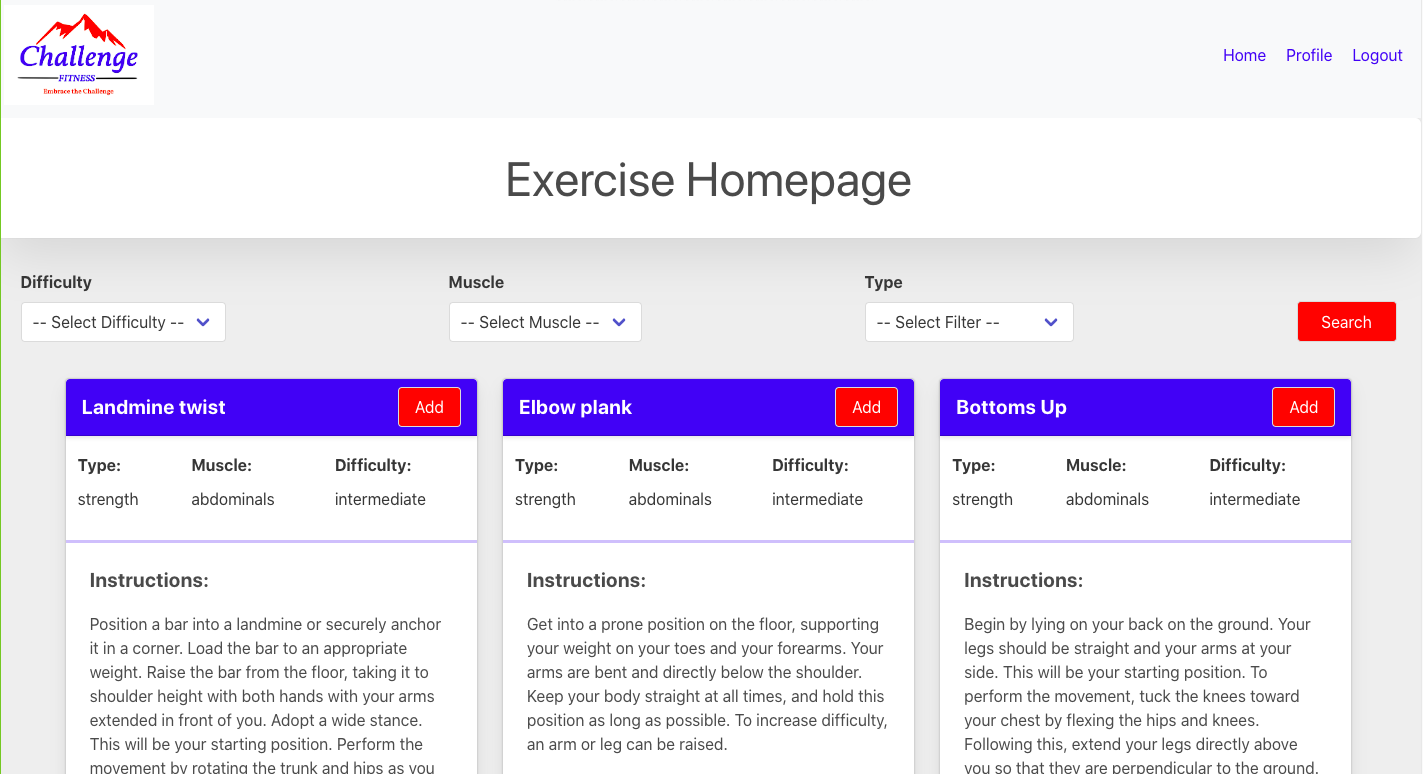 Challenge
FITNESS
Embrace the Challenge
Home Profile Logout
Exercise Homepage
Difficulty
-- Select Difficulty --
Muscle
-- Select Muscle --
Type
-- Select Filter --
Search
Landmine twist
Add
Type: Muscle: Difficulty:
strength abdominals intermediate
Instructions:
Position a bar into a landmine or securely anchor
it in a corner. Load the bar to an appropriate
weight. Raise the bar from the floor, taking it to
shoulder height with both hands with your arms
extended in front of you. Adopt a wide stance.
This will be your starting position. Perform the
movement by rotating the trunk and hips as you
Elbow plank
Add
Type: Muscle: Difficulty:
strength abdominals intermediate
Instructions:
Get into a prone position on the floor, supporting
your weight on your toes and your forearms. Your
arms are bent and directly below the shoulder.
Keep your body straight at all times, and hold this
position as long as possible. To increase difficulty,
an arm or leg can be raised.
Bottoms Up
Add
Type: Muscle: Difficulty:
strength abdominals intermediate
Instructions:
Begin by lying on your back on the ground. Your
legs should be straight and your arms at your
side. This will be your starting position. To
perform the movement, tuck the knees toward
your chest by flexing the hips and knees.
Following this, extend your legs directly above
you so that they are perpendicular to the ground.